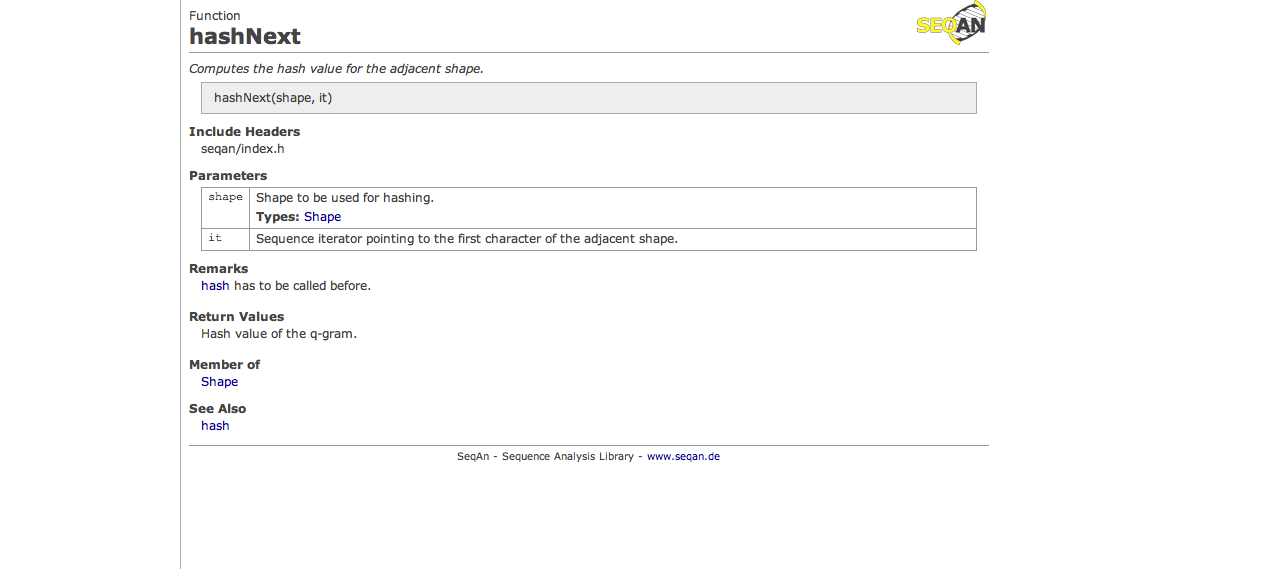 Function
hashNext
SEQAN
Computes the hash value for the adjacent shape.
hashNext(shape, it)
Include Headers
seqan/index.h
Parameters
shape Shape to be used for hashing.
Types: Shape
it Sequence iterator pointing to the first character of the adjacent shape.
Remarks
hash has to be called before.
Return Values
Hash value of the q-gram.
Member of
Shape
See Also
hash
SeqAn - Sequence Analysis Library - www.seqan.de